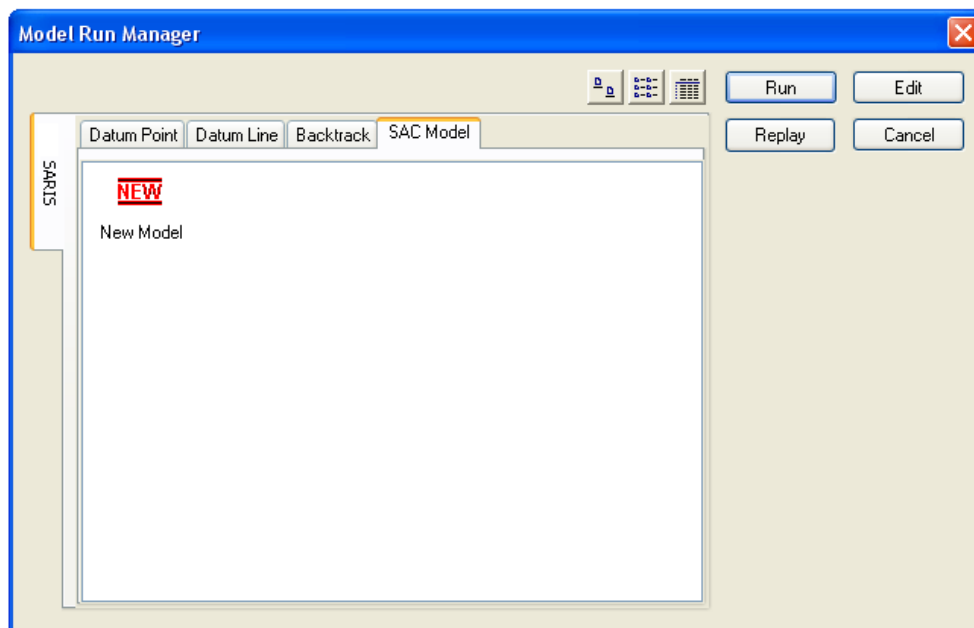 Model Run Manager
Run Edit
Datum Point Datum Line Backtrack SAC Model
Replay Cancel
SARIS
NEW
New Model